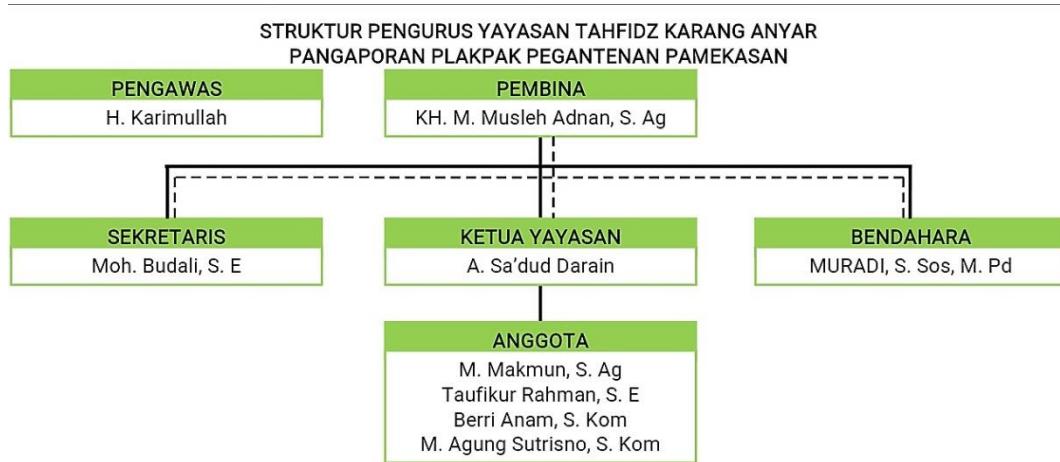 STRUKTUR PENGURUS YAYASAN TAHFIDZ KARANG ANYAR
PANGAPORAN PLAKPAK PEGANTENAN PAMEKASAN
PENGAWAS
H. Karimullah
PEMBINA
KH. M. Musleh Adnan, S. Ag
SEKRETARIS
Moh. Budali, S. E
KETUA YAYASAN
A. Sa’dud Darain
BENDAHARA
MURADI, S. Sos, M. Pd
ANGGOTA
M. Makmun, S. Ag
Taufikur Rahman, S. E
Berri Anam, S. Kom
M. Agung Sutrisno, S. Kom